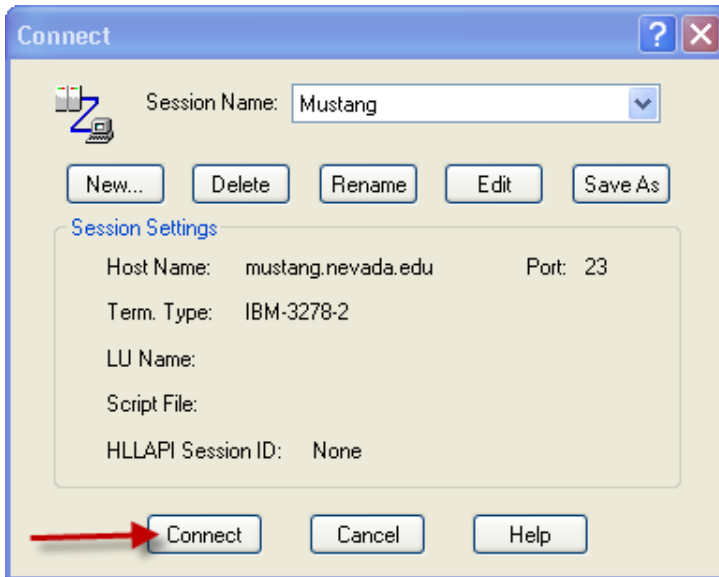 Connect
Session Name: Mustang
New... Delete Rename Edit Save As
Session Settings
Host Name: mustang.nevada.edu Port: 23
Term. Type: IBM-3278-2
LU Name:
Script File:
HLLAPI Session ID: None
Connect Cancel Help